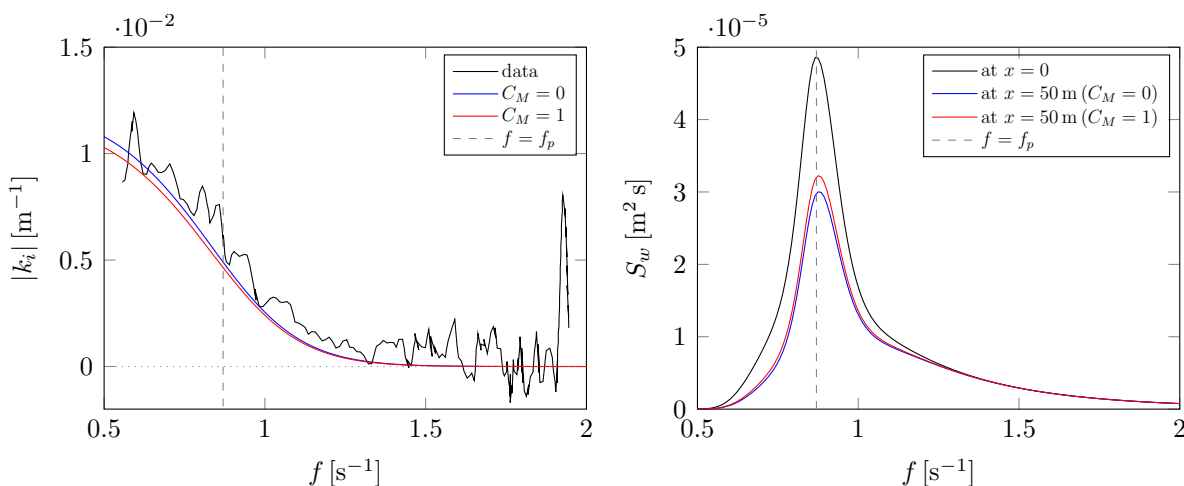 ·10⁻²
1.5
1
0.5
0
0.5
1
1.5
2
|kᵢ| [m⁻¹]
f [s⁻¹]
data
C_M = 0
C_M = 1
f = f_p
·10⁻⁵
5
4
3
2
1
0
0.5
1
1.5
2
S_w [m² s]
f [s⁻¹]
at x = 0
at x = 50 m (C_M = 0)
at x = 50 m (C_M = 1)
f = f_p